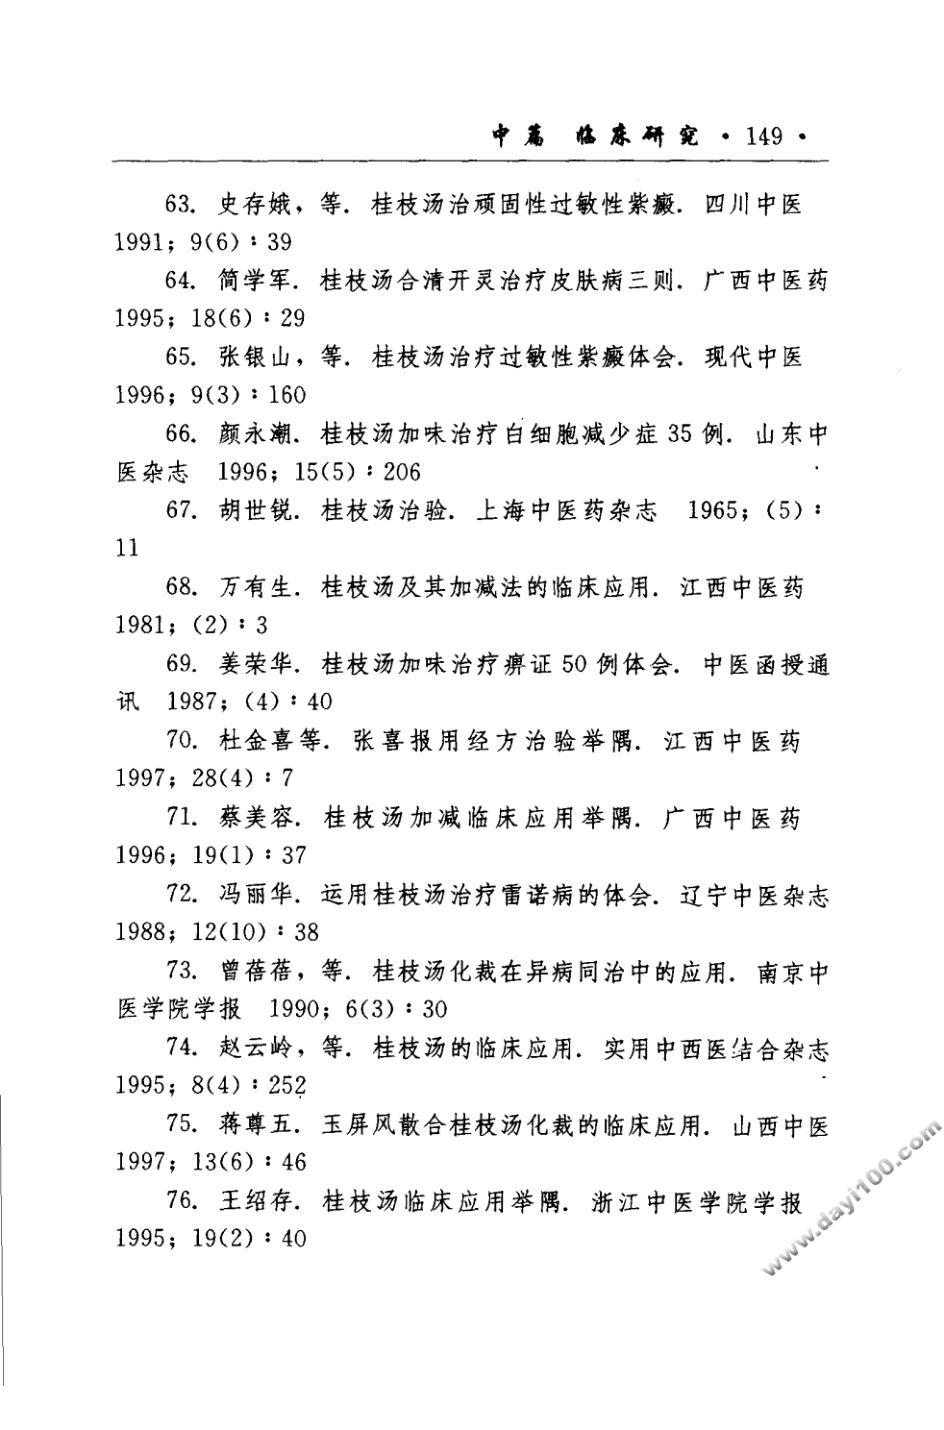 中篇 临床研究 · 149 ·
63. 史存娥，等. 桂枝汤治顽固性过敏性紫癜. 四川中医
1991；9(6)：39
64. 简学军. 桂枝汤合清开灵治疗皮肤病三则. 广西中医药
1995；18(6)：29
65. 张银山，等. 桂枝汤治疗过敏性紫癜体会. 现代中医
1996；9(3)：160
66. 颜永潮. 桂枝汤加味治疗白细胞减少症 35 例. 山东中
医杂志 1996；15(5)：206
67. 胡世锐. 桂枝汤治验. 上海中医药杂志 1965；(5)：
11
68. 万有生. 桂枝汤及其加减法的临床应用. 江西中医药
1981；(2)：3
69. 姜荣华. 桂枝汤加味治疗痹证 50 例体会. 中医函授通
讯 1987；(4)：40
70. 杜金喜等. 张喜报用经方治验举隅. 江西中医药
1997；28(4)：7
71. 蔡美容. 桂枝汤加减临床应用举隅. 广西中医药
1996；19(1)：37
72. 冯丽华. 运用桂枝汤治疗雷诺病的体会. 辽宁中医杂志
1988；12(10)：38
73. 曾蓓蓓，等. 桂枝汤化裁在异病同治中的应用. 南京中
医学院学报 1990；6(3)：30
74. 赵云岭，等. 桂枝汤的临床应用. 实用中西医结合杂志
1995；8(4)：252
75. 蒋尊五. 玉屏风散合桂枝汤化裁的临床应用. 山西中医
1997；13(6)：46
76. 王绍存. 桂枝汤临床应用举隅. 浙江中医学院学报
1995；19(2)：40
www.dayi100.com